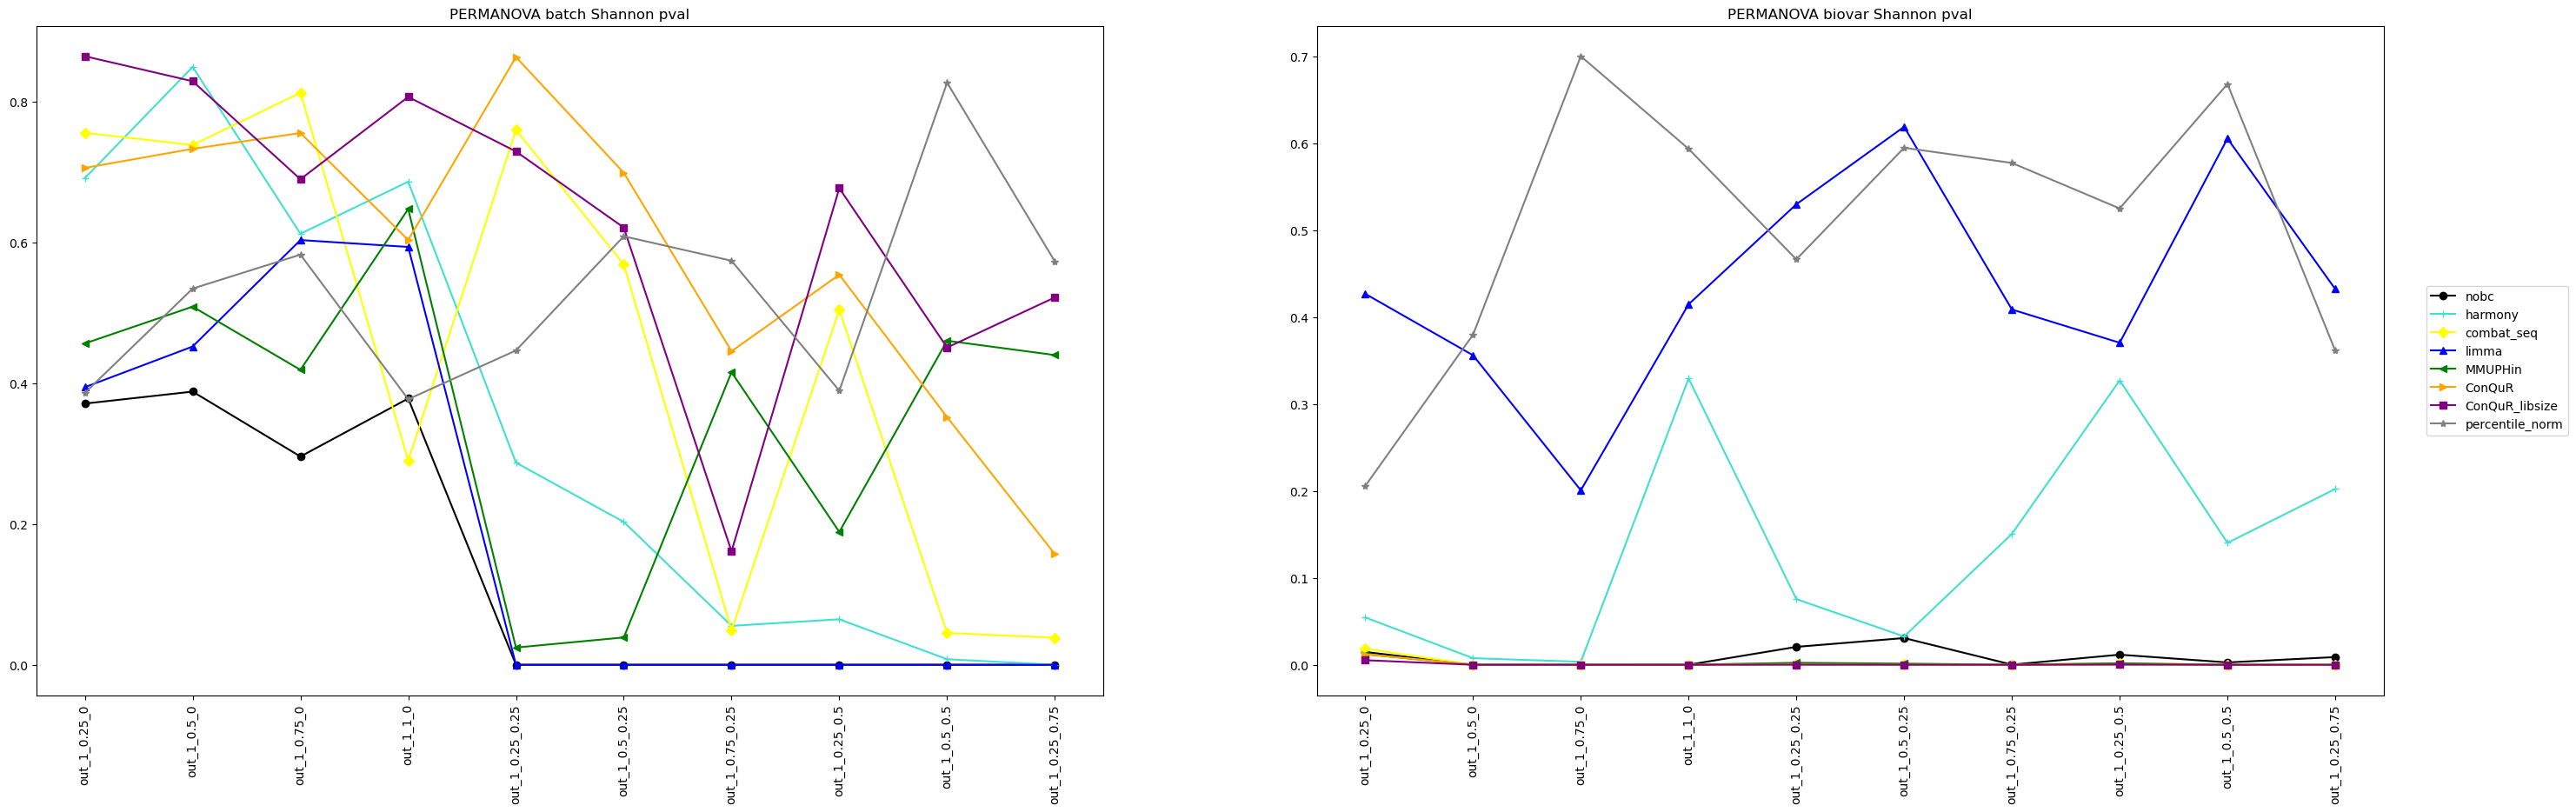 PERMANOVA batch Shannon pval
0.8
0.6
0.4
0.2
0.0
out_1_0.25_0
out_1_0.5_0
out_1_0.75_0
out_1_1_0
out_1_0.25_0.25
out_1_0.5_0.25
out_1_0.75_0.25
out_1_0.25_0.5
out_1_0.5_0.5
out_1_0.25_0.75
PERMANOVA biovar Shannon pval
0.7
0.6
0.5
0.4
0.3
0.2
0.1
0.0
out_1_0.25_0
out_1_0.5_0
out_1_0.75_0
out_1_1_0
out_1_0.25_0.25
out_1_0.5_0.25
out_1_0.75_0.25
out_1_0.25_0.5
out_1_0.5_0.5
out_1_0.25_0.75
nobc
harmony
combat_seq
limma
MMUPHin
ConQuR
ConQuR_libsize
percentile_norm